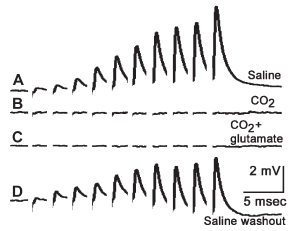 A
Saline
B
CO2
CO2+
glutamate
C
2 mV
D
5 msec
Saline washout